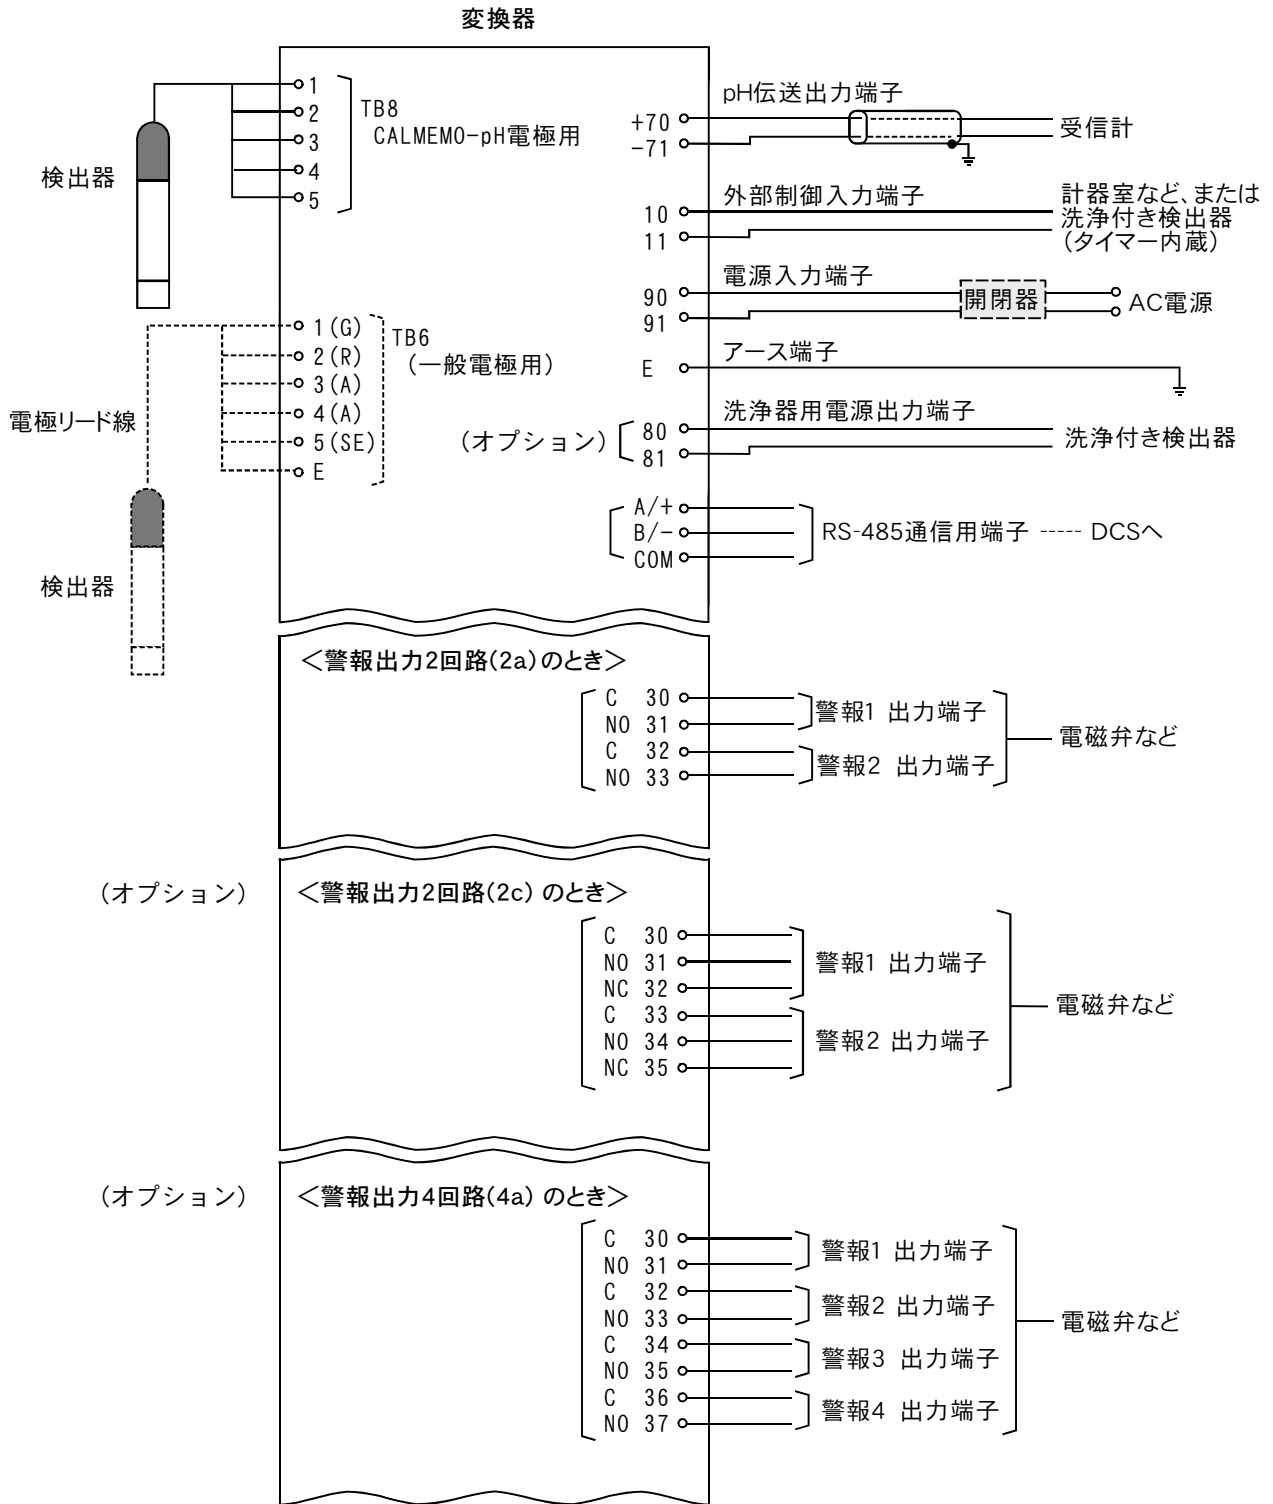 変換器
1
2
3
4
5
TB8
CALMEMO-pH電極用
検出器
1(G)
2(R)
3(A)
4(A)
5(SE)
E
TB6
(一般電極用)
電極リード線
検出器
pH伝送出力端子
+70
-71
受信計
外部制御入力端子
10
11
計器室など、または
洗浄付き検出器
(タイマー内蔵)
電源入力端子
90
91
開閉器
AC電源
アース端子
E
洗浄器用電源出力端子
(オプション)
80
81
洗浄付き検出器
A/+
B/-
COM
RS-485通信用端子 ----- DCSへ
<警報出力2回路(2a)のとき>
C 30
NO 31
C 32
NO 33
警報1 出力端子
警報2 出力端子
電磁弁など
(オプション)
<警報出力2回路(2c) のとき>
C 30
NO 31
NC 32
C 33
NO 34
NC 35
警報1 出力端子
警報2 出力端子
電磁弁など
(オプション)
<警報出力4回路(4a) のとき>
C 30
NO 31
C 32
NO 33
C 34
NO 35
C 36
NO 37
警報1 出力端子
警報2 出力端子
警報3 出力端子
警報4 出力端子
電磁弁など